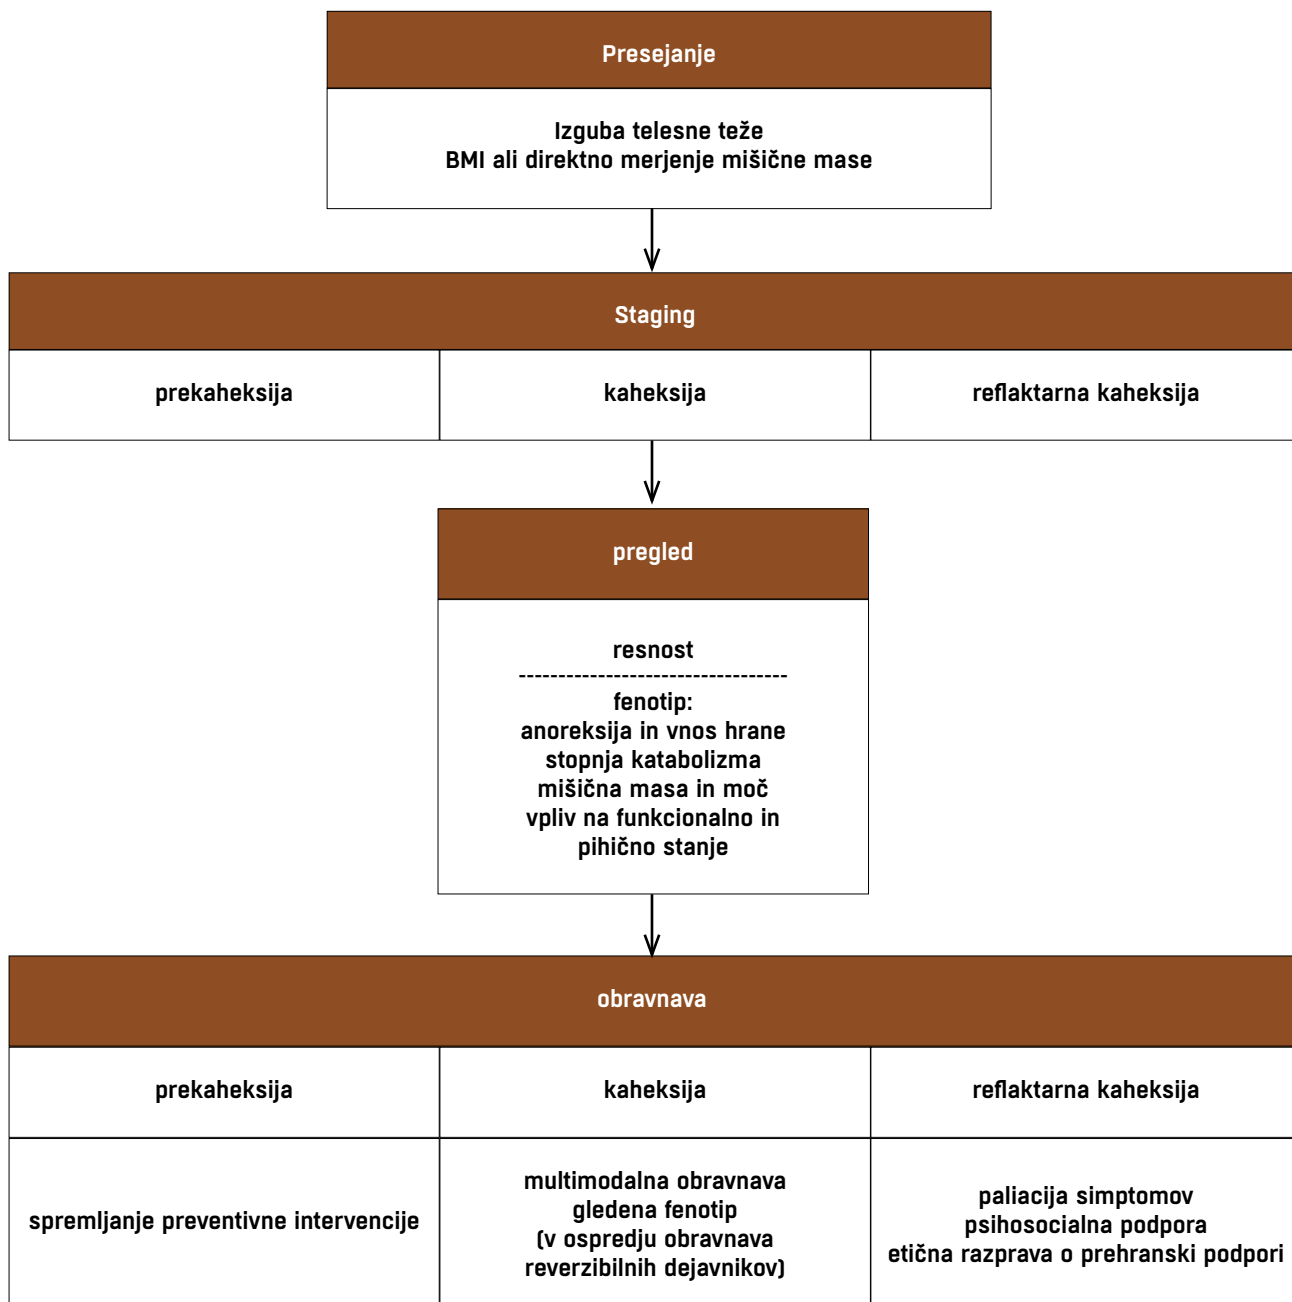 Presejanje
Izguba telesne teže
BMI ali direktno merjenje mišične mase
Staging
prekaheksija
kaheksija
reflaktarna kaheksija
pregled
resnost
----------------------------------
fenotip:
anoreksija in vnos hrane
stopnja katabolizma
mišična masa in moč
vpliv na funkcionalno in
pihično stanje
obravnava
prekaheksija
kaheksija
reflaktarna kaheksija
spremljanje preventivne intervencije
multimodalna obravnava
gledena fenotip
(v ospredju obravnava
reverzibilnih dejavnikov)
paliacija simptomov
psihosocialna podpora
etična razprava o prehranski podpori